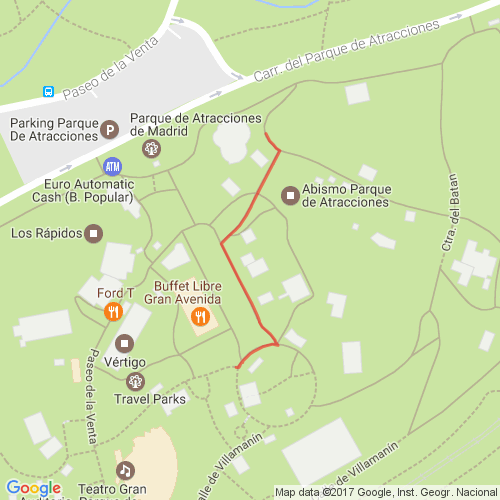 Paseo de la Venta
Carr. del Parque de Atracciones
Parking Parque
De Atracciones
P
Parque de Atracciones
de Madrid
ATM
Euro Automatic
Cash (B. Popular)
Abismo Parque
de Atracciones
Ctra. del Batan
Los Rápidos
Buffet Libre
Gran Avenida
Ford T
Vértigo
Travel Parks
Paseo de la Venta
Teatro Gran
de Villamanín
de Villamanín
Google
Map data ©2017 Google, Inst. Geogr. Nacional